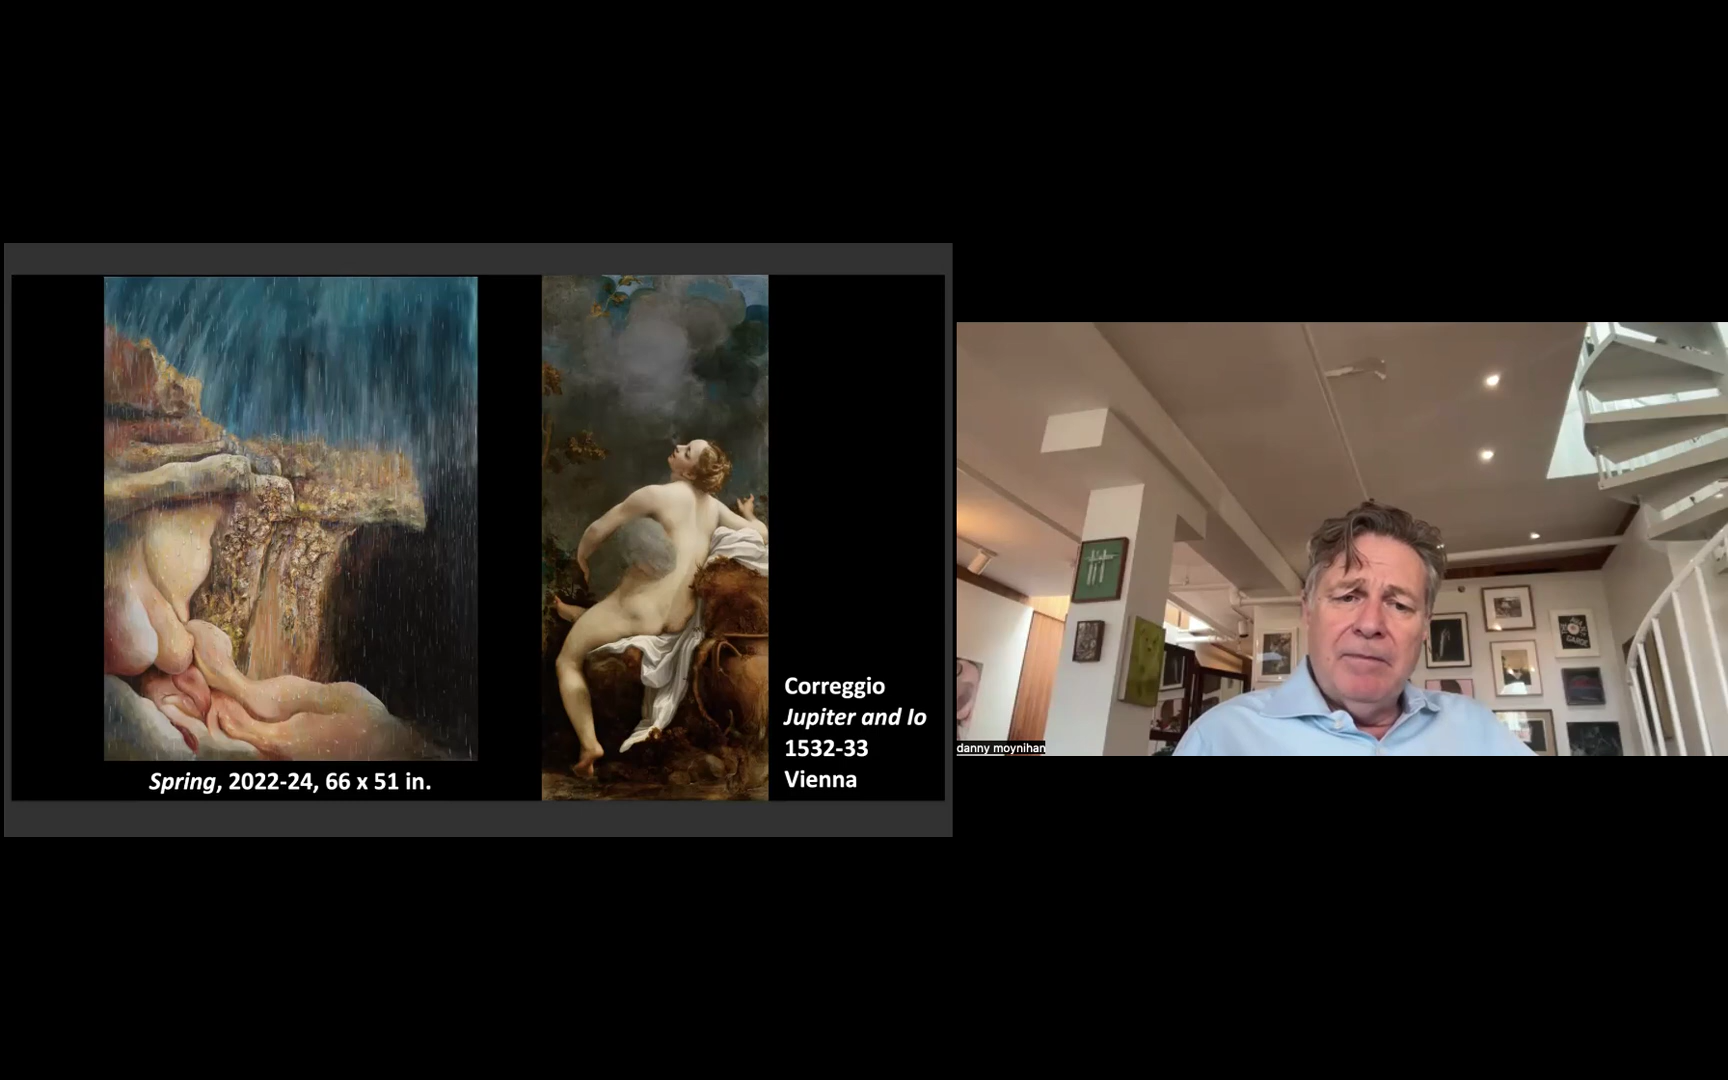 Spring, 2022-24, 66 x 51 in.
Correggio
Jupiter and Io
1532-33
Vienna
danny moynihan